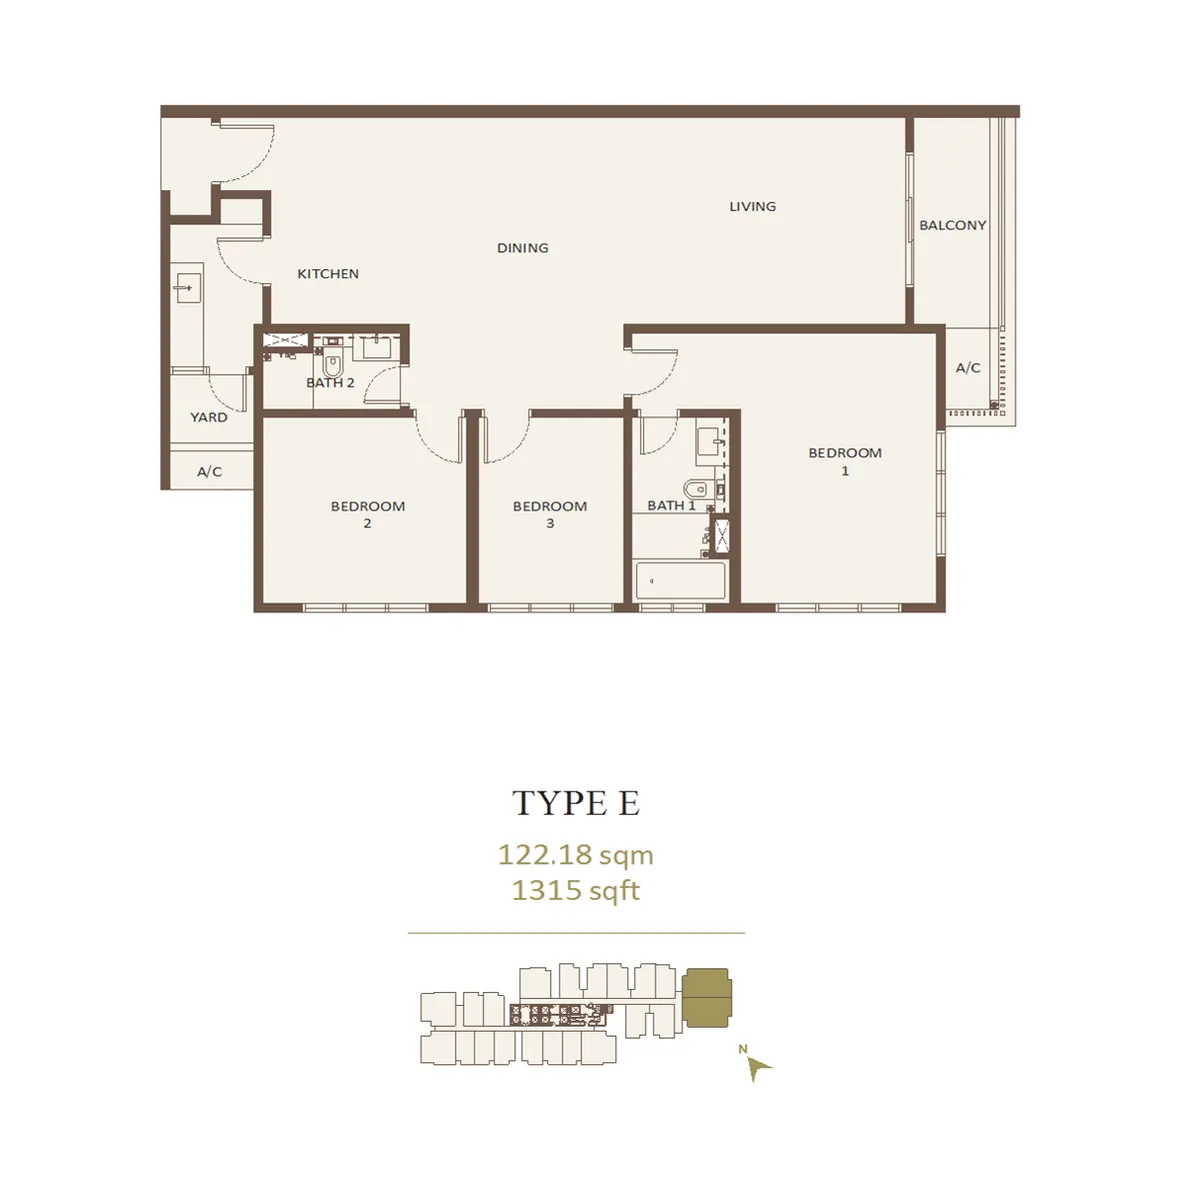 LIVING
BALCONY
DINING
KITCHEN
A/C
BATH 2
YARD
BEDROOM
1
A/C
BEDROOM
2
BEDROOM
3
BATH 1
TYPE E
122.18 sqm
1315 sqft
N